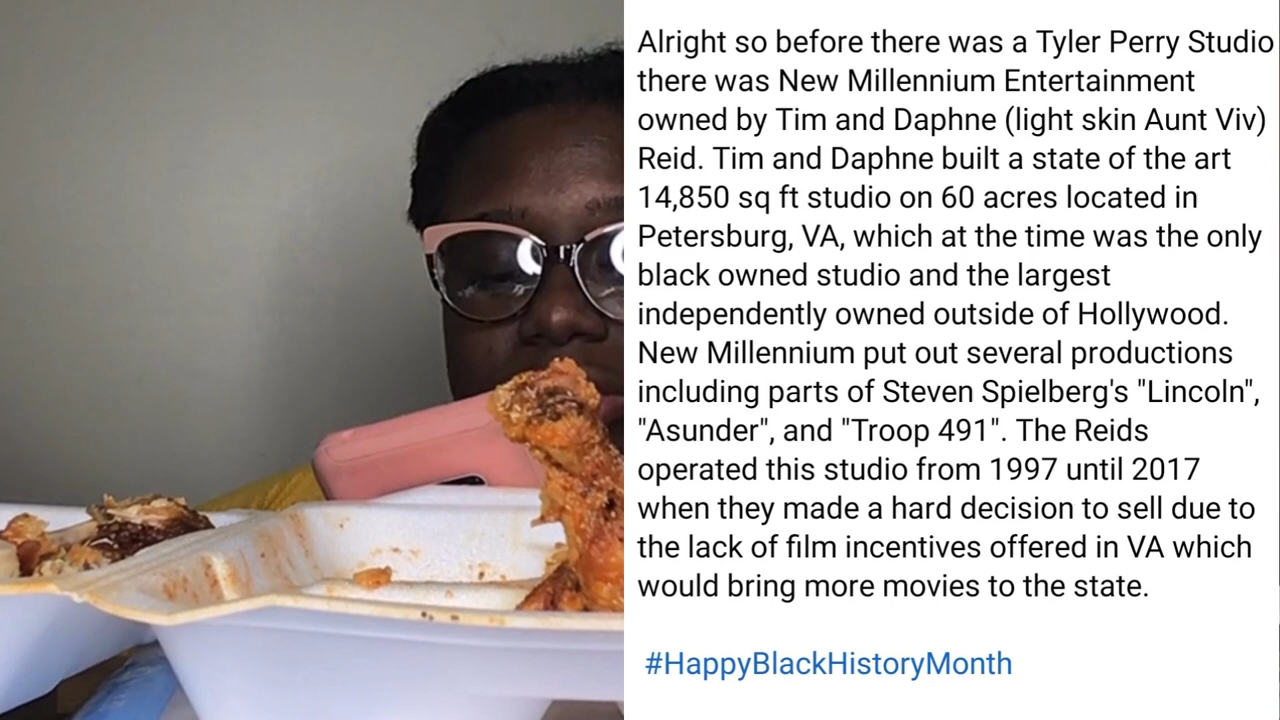 Alright so before there was a Tyler Perry Studio
there was New Millennium Entertainment
owned by Tim and Daphne (light skin Aunt Viv)
Reid. Tim and Daphne built a state of the art
14,850 sq ft studio on 60 acres located in
Petersburg, VA, which at the time was the only
black owned studio and the largest
independently owned outside of Hollywood.
New Millennium put out several productions
including parts of Steven Spielberg's "Lincoln",
"Asunder", and "Troop 491". The Reids
operated this studio from 1997 until 2017
when they made a hard decision to sell due to
the lack of film incentives offered in VA which
would bring more movies to the state.
#HappyBlackHistoryMonth